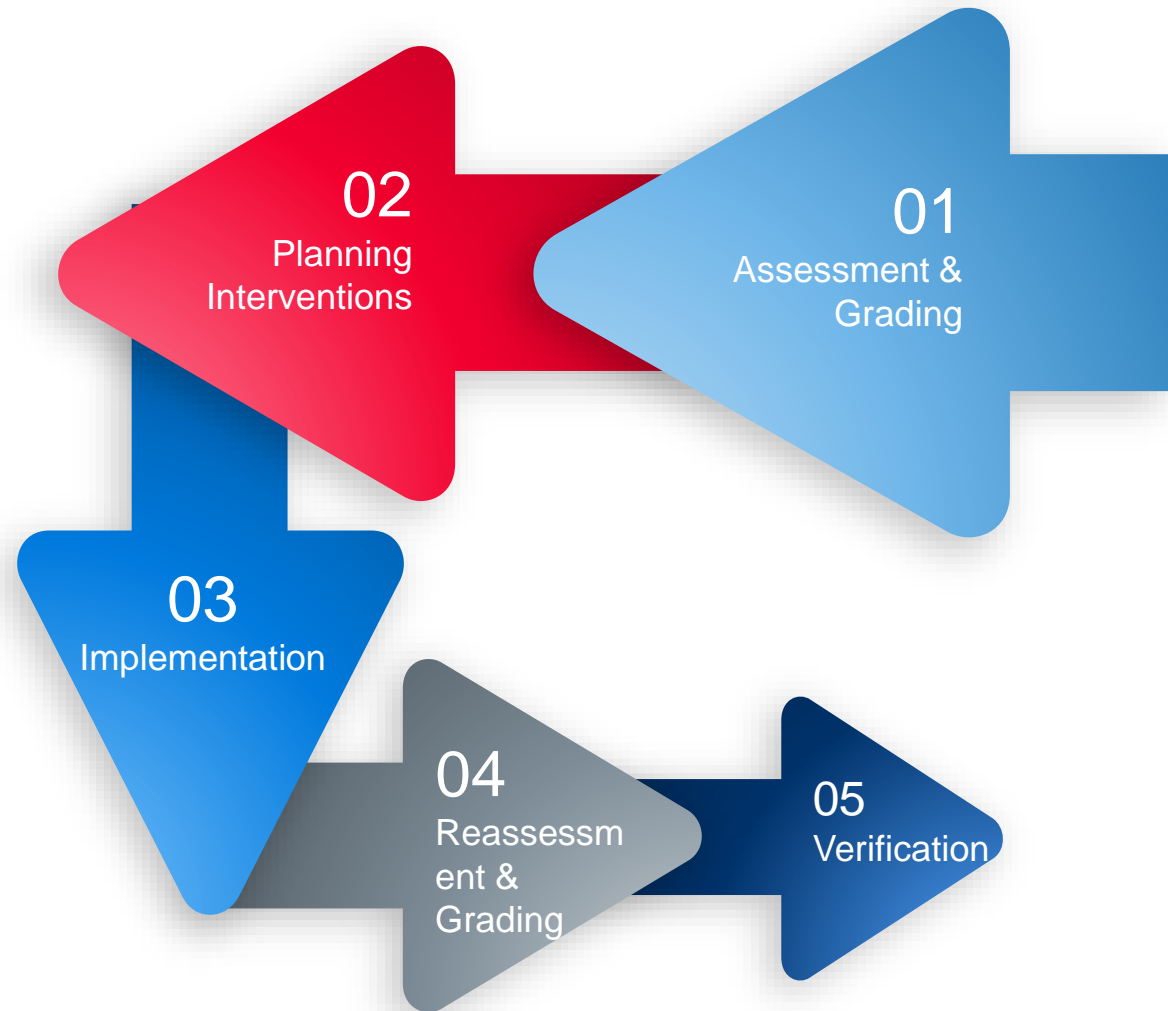 01
Assessment &
Grading
02
Planning
Interventions
03
Implementation
04
Reassessm
ent &
Grading
05
Verification